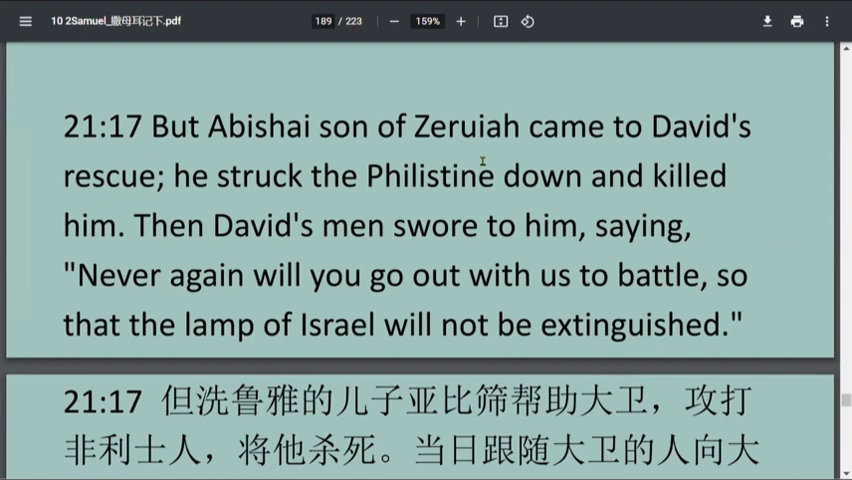 10 2Samuel_撒母耳记下.pdf
189 / 223
159%
21:17 But Abishai son of Zeruiah came to David's
rescue; he struck the Philistine down and killed
him. Then David's men swore to him, saying,
"Never again will you go out with us to battle, so
that the lamp of Israel will not be extinguished."
21:17 但洗鲁雅的儿子亚比筛帮助大卫，攻打
非利士人，将他杀死。当日跟随大卫的人向大